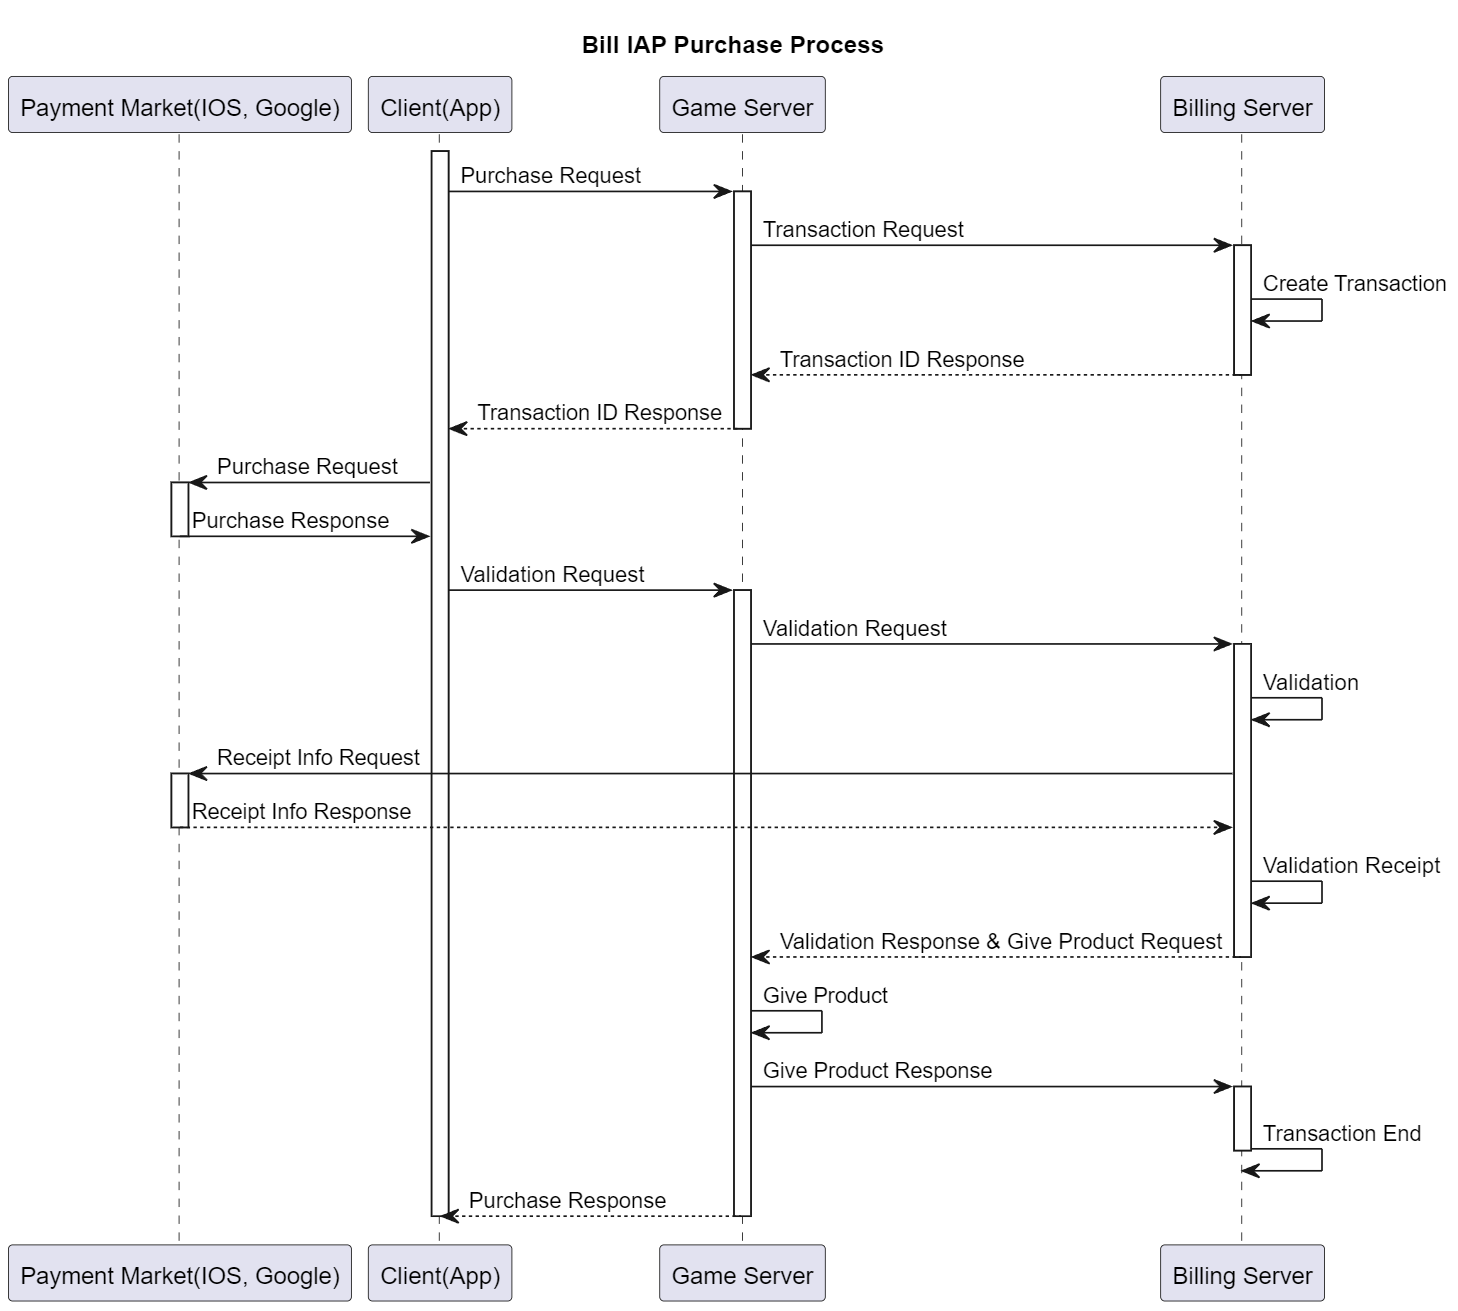 Bill IAP Purchase Process
Payment Market(IOS, Google)
Client(App)
Game Server
Billing Server
Purchase Request
Transaction Request
Create Transaction
Transaction ID Response
Transaction ID Response
Purchase Request
Purchase Response
Validation Request
Validation Request
Validation
Receipt Info Request
Receipt Info Response
Validation Receipt
Validation Response & Give Product Request
Give Product
Give Product Response
Transaction End
Purchase Response
Payment Market(IOS, Google)
Client(App)
Game Server
Billing Server